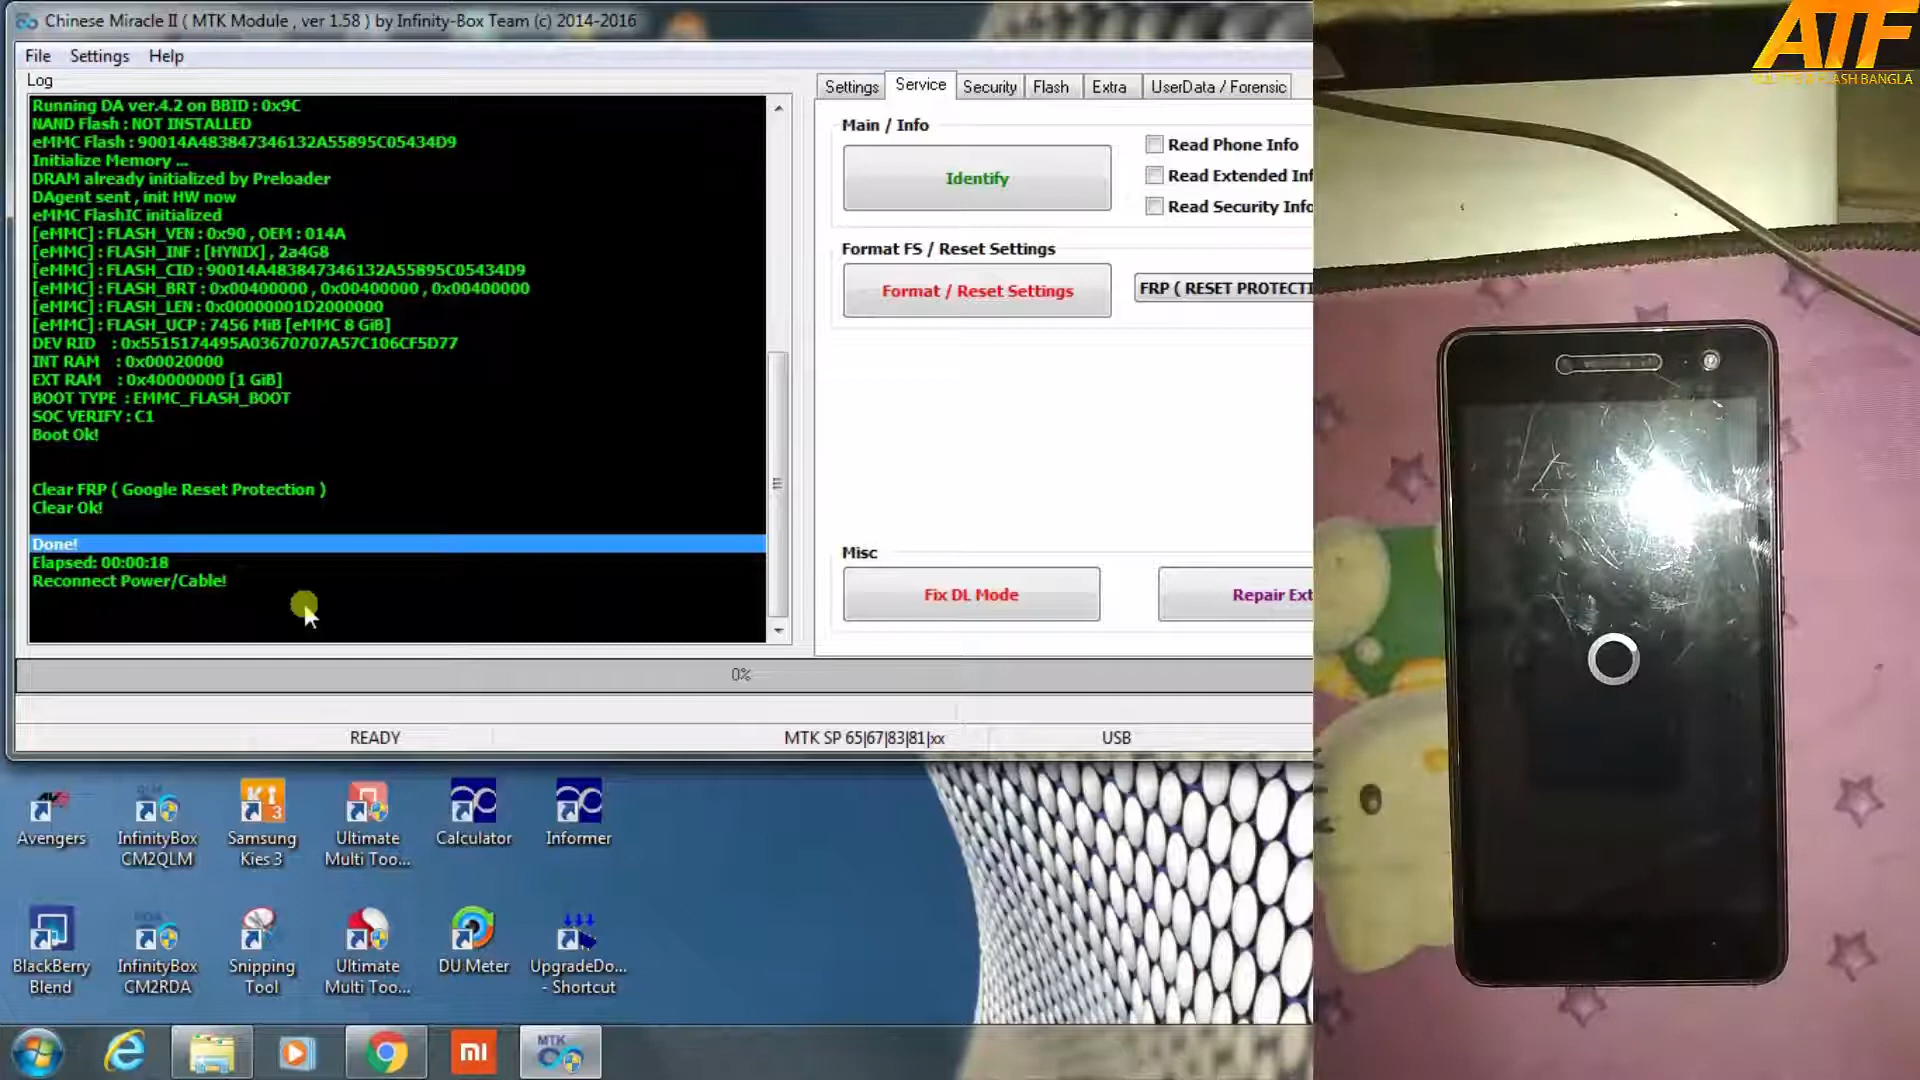 Chinese Miracle II ( MTK Module , ver 1.58 ) by Infinity-Box Team (c) 2014-2016
File Settings Help
Log
Running DA ver.4.2 on BBID : 0x9C
NAND Flash : NOT INSTALLED
eMMC Flash : 90014A483847346132A55895C05434D9
Initialize Memory ...
DRAM already initialized by Preloader
DAgent sent , init HW now
eMMC FlashIC initialized
[eMMC] : FLASH_VEN : 0x90 , OEM : 014A
[eMMC] : FLASH_INF : [HYNIX] , 2a4G8
[eMMC] : FLASH_CID : 90014A483847346132A55895C05434D9
[eMMC] : FLASH_BRT : 0x00400000 , 0x00400000 , 0x00400000
[eMMC] : FLASH_LEN : 0x00000001D2000000
[eMMC] : FLASH_UCP : 7456 MiB [eMMC 8 GiB]
DEV RID : 0x5515174495A03670707A57C106CF5D77
INT RAM : 0x00020000
EXT RAM : 0x40000000 [1 GiB]
BOOT TYPE : EMMC_FLASH_BOOT
SOC VERIFY : C1
Boot Ok!
Clear FRP ( Google Reset Protection )
Clear Ok!
Done!
Elapsed: 00:00:18
Reconnect Power/Cable!
Settings Service Security Flash Extra UserData / Forensic
Main / Info
Identify
Read Phone Info
Read Extended Inf
Read Security Info
Format FS / Reset Settings
Format / Reset Settings
FRP ( RESET PROTECTI
Misc
Fix DL Mode
Repair Ext
0%
READY
MTK SP 65|67|83|81|xx
USB
Avengers
InfinityBox CM2QLM
Samsung Kies 3
Ultimate Multi Too...
Calculator
Informer
BlackBerry Blend
InfinityBox CM2RDA
Snipping Tool
Ultimate Multi Too...
DU Meter
UpgradeDo... - Shortcut
MTK
ATF
FLASH BANGLA